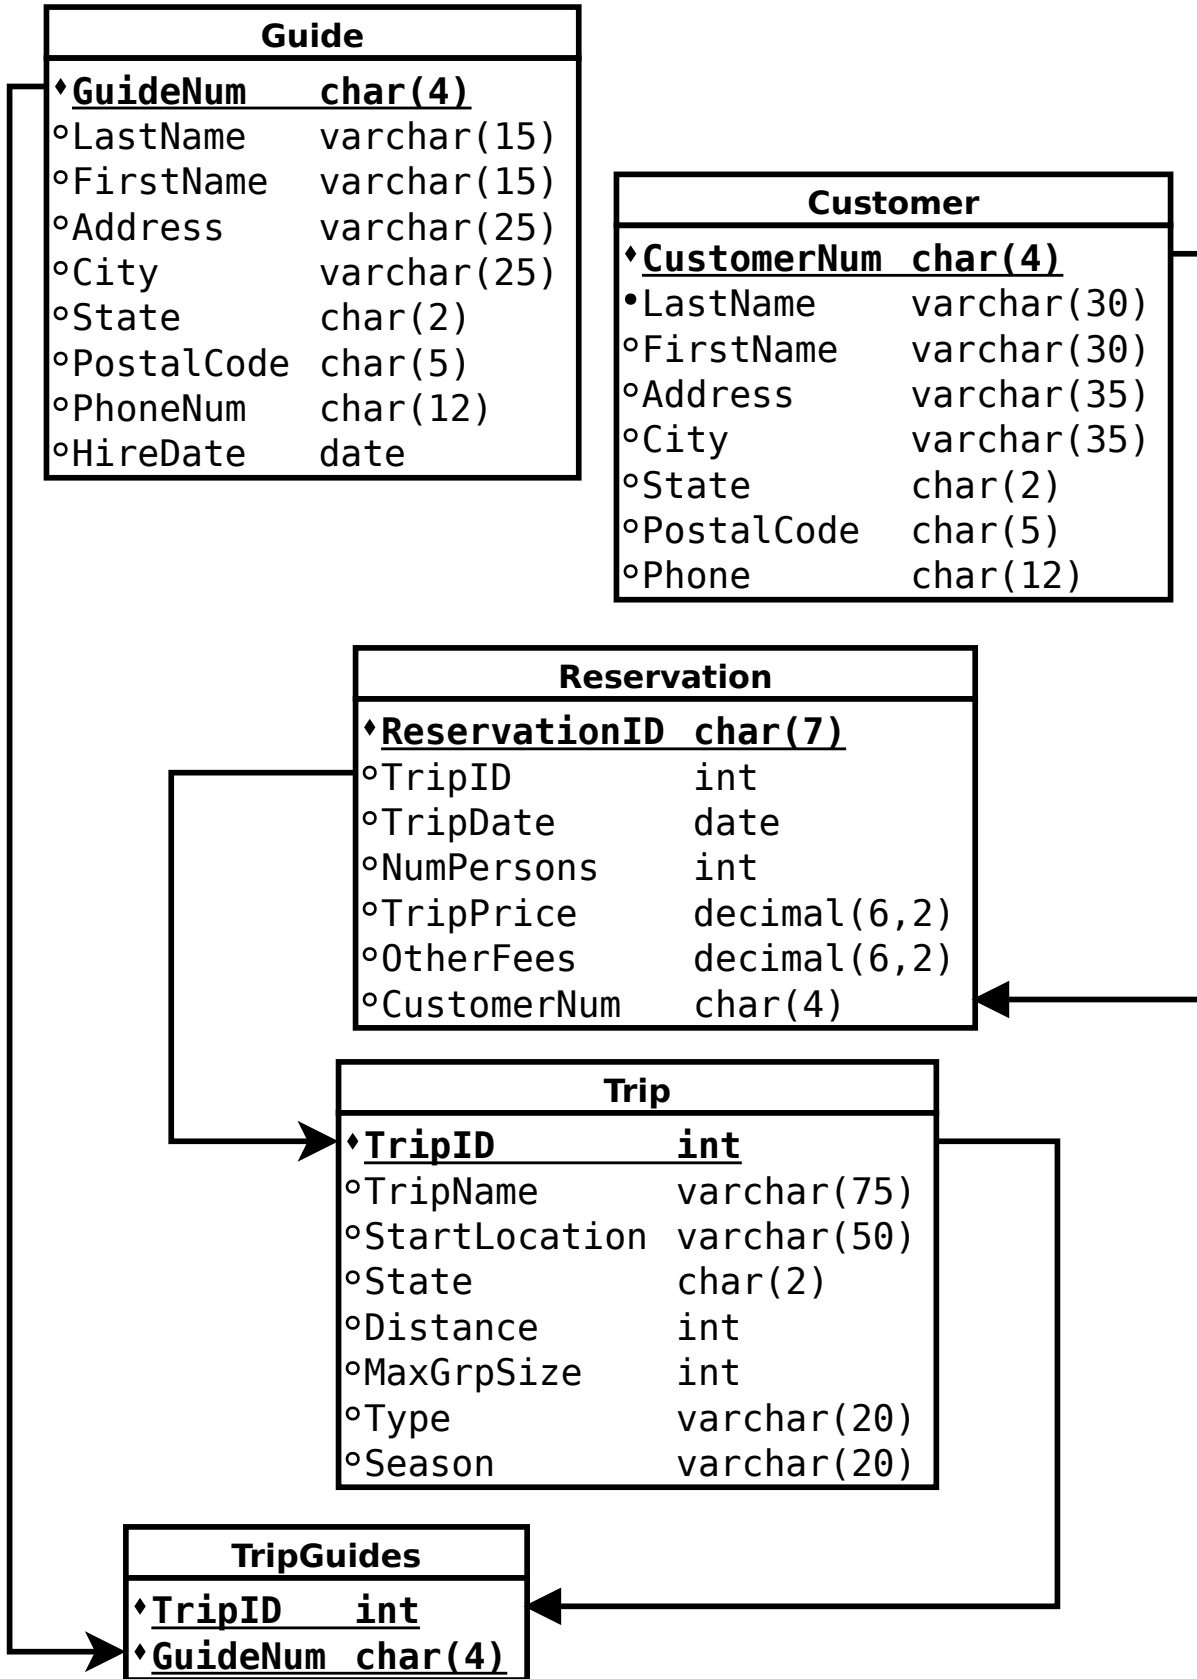 Guide
GuideNum char(4)
LastName varchar(15)
FirstName varchar(15)
Address varchar(25)
City varchar(25)
State char(2)
PostalCode char(5)
PhoneNum char(12)
HireDate date
Customer
CustomerNum char(4)
LastName varchar(30)
FirstName varchar(30)
Address varchar(35)
City varchar(35)
State char(2)
PostalCode char(5)
Phone char(12)
Reservation
ReservationID char(7)
TripID int
TripDate date
NumPersons int
TripPrice decimal(6,2)
OtherFees decimal(6,2)
CustomerNum char(4)
Trip
TripID int
TripName varchar(75)
StartLocation varchar(50)
State char(2)
Distance int
MaxGrpSize int
Type varchar(20)
Season varchar(20)
TripGuides
TripID int
GuideNum char(4)